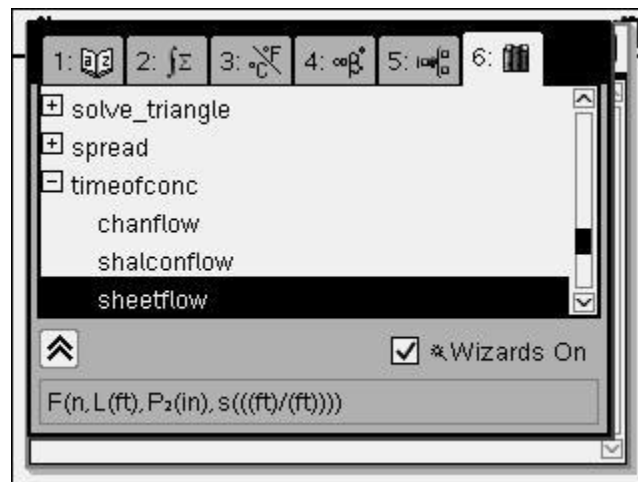 1: 2: ∫Σ 3: °C°F 4: ∞β° 5: 6:
solve_triangle
spread
timeofconc
chanflow
shalconflow
sheetflow
Wizards On
F(n,L(ft),P₂(in),s(((ft)/(ft))))